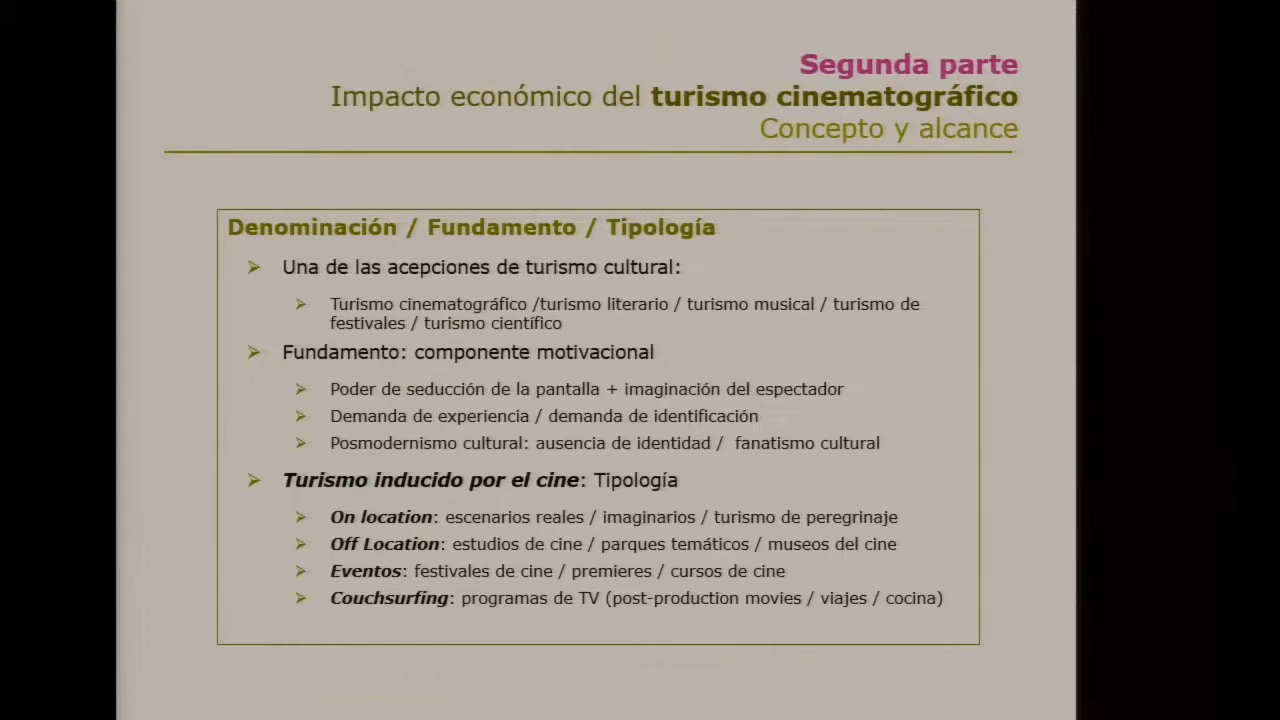 Segunda parte
Impacto económico del turismo cinematográfico
Concepto y alcance
Denominación / Fundamento / Tipología
Una de las acepciones de turismo cultural:
Turismo cinematográfico /turismo literario / turismo musical / turismo de
festivales / turismo científico
Fundamento: componente motivacional
Poder de seducción de la pantalla + imaginación del espectador
Demanda de experiencia / demanda de identificación
Posmodernismo cultural: ausencia de identidad / fanatismo cultural
Turismo inducido por el cine: Tipología
On location: escenarios reales / imaginarios / turismo de peregrinaje
Off Location: estudios de cine / parques temáticos / museos del cine
Eventos: festivales de cine / premieres / cursos de cine
Couchsurfing: programas de TV (post-production movies / viajes / cocina)